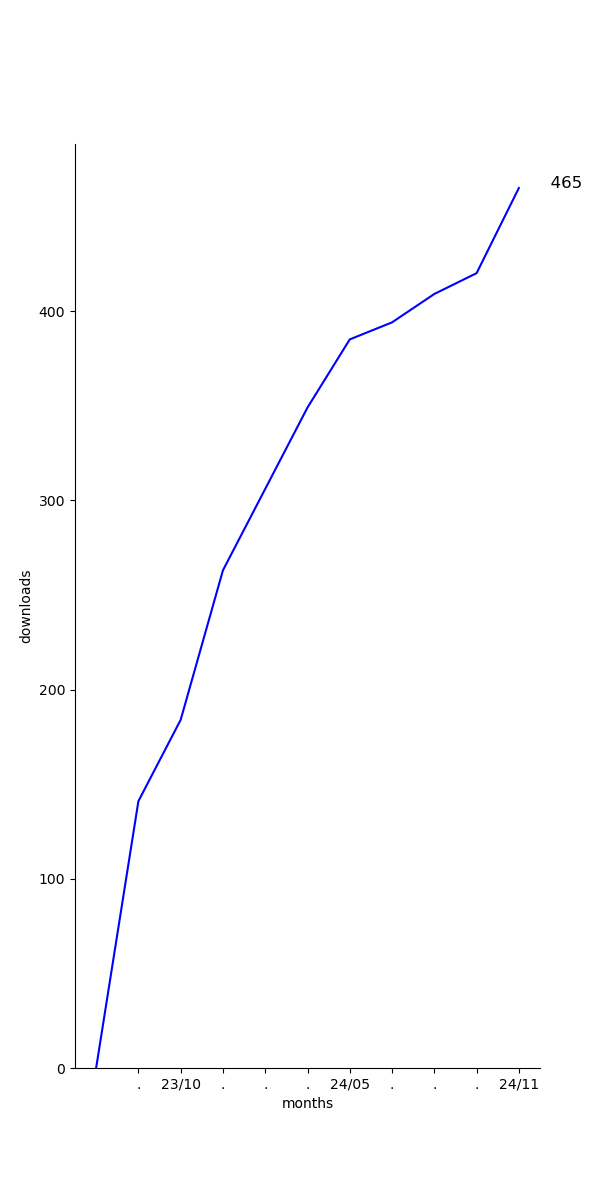 465
400
300
200
100
0
downloads
. 23/10 . . . 24/05 . . . 24/11
months